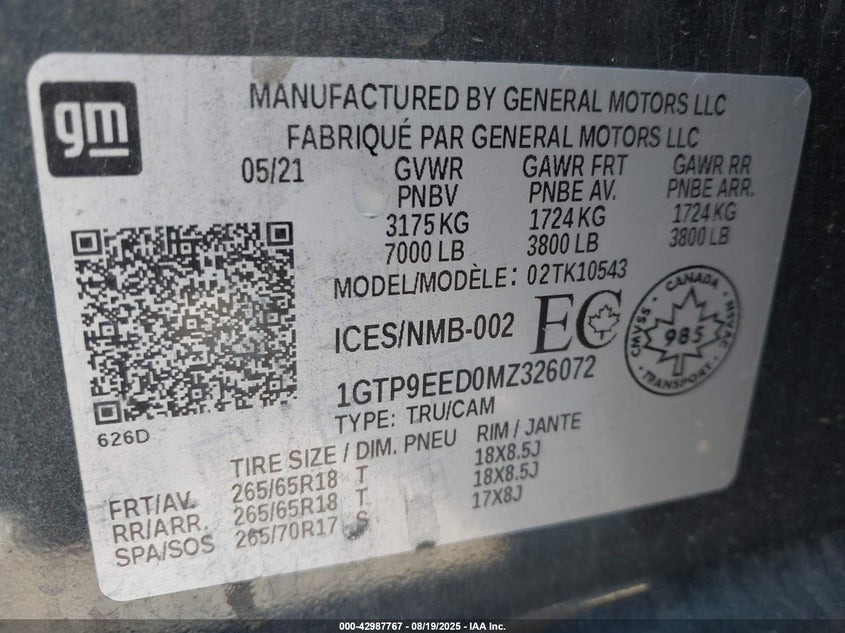 gm
MANUFACTURED BY GENERAL MOTORS LLC
FABRIQUÉ PAR GENERAL MOTORS LLC
05/21 GVWR GAWR FRT GAWR RR
PNBV PNBE AV. PNBE ARR.
3175 KG 1724 KG 1724 KG
7000 LB 3800 LB 3800 LB
MODEL/MODÈLE: 02TK10543
ICES/NMB-002 EC
CANADA
CMVSS 985 NSVAC
TRANSPORT
1GTP9EED0MZ326072
TYPE: TRU/CAM
626D
TIRE SIZE / DIM. PNEU RIM / JANTE
FRT/AV. 265/65R18 T 18X8.5J
RR/ARR. 265/65R18 T 18X8.5J
SPA/SOS 265/70R17 S 17X8J
000-42987767 - 08/19/2025 - IAA Inc.